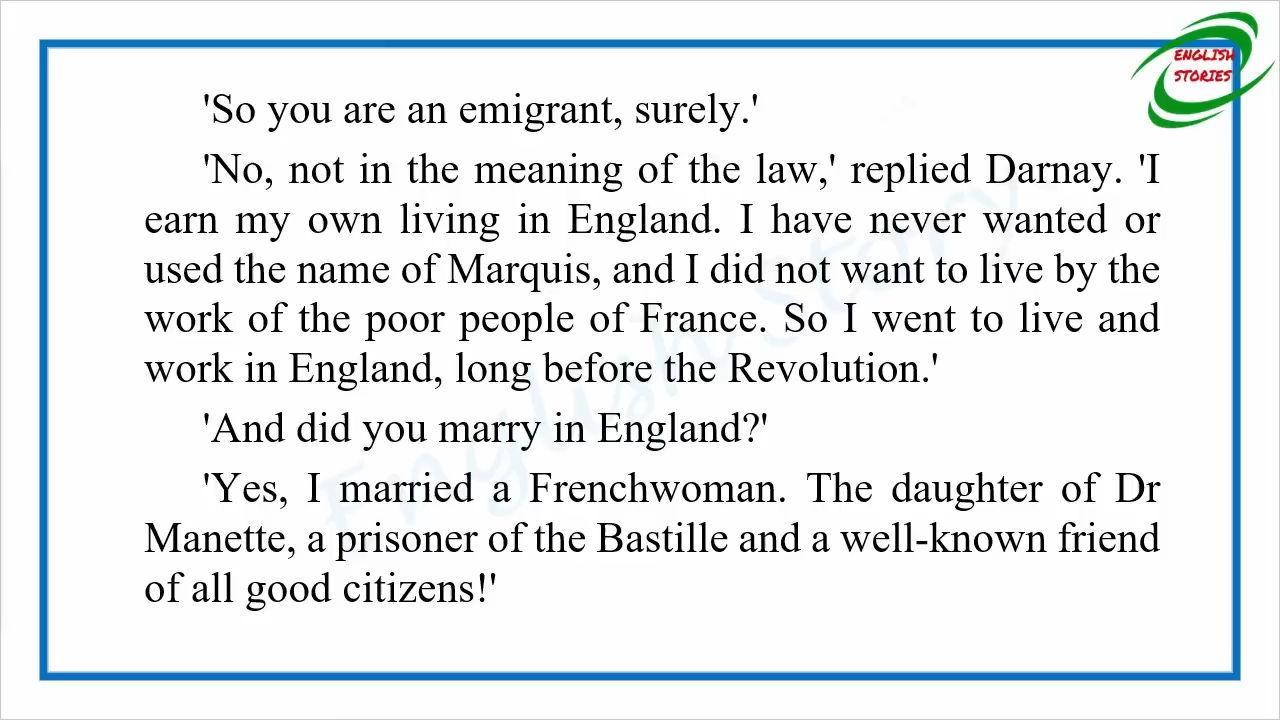 ENGLISH
STORIES
'So you are an emigrant, surely.'
'No, not in the meaning of the law,' replied Darnay. 'I
earn my own living in England. I have never wanted or
used the name of Marquis, and I did not want to live by the
work of the poor people of France. So I went to live and
work in England, long before the Revolution.'
'And did you marry in England?'
'Yes, I married a Frenchwoman. The daughter of Dr
Manette, a prisoner of the Bastille and a well-known friend
of all good citizens!'
English Story